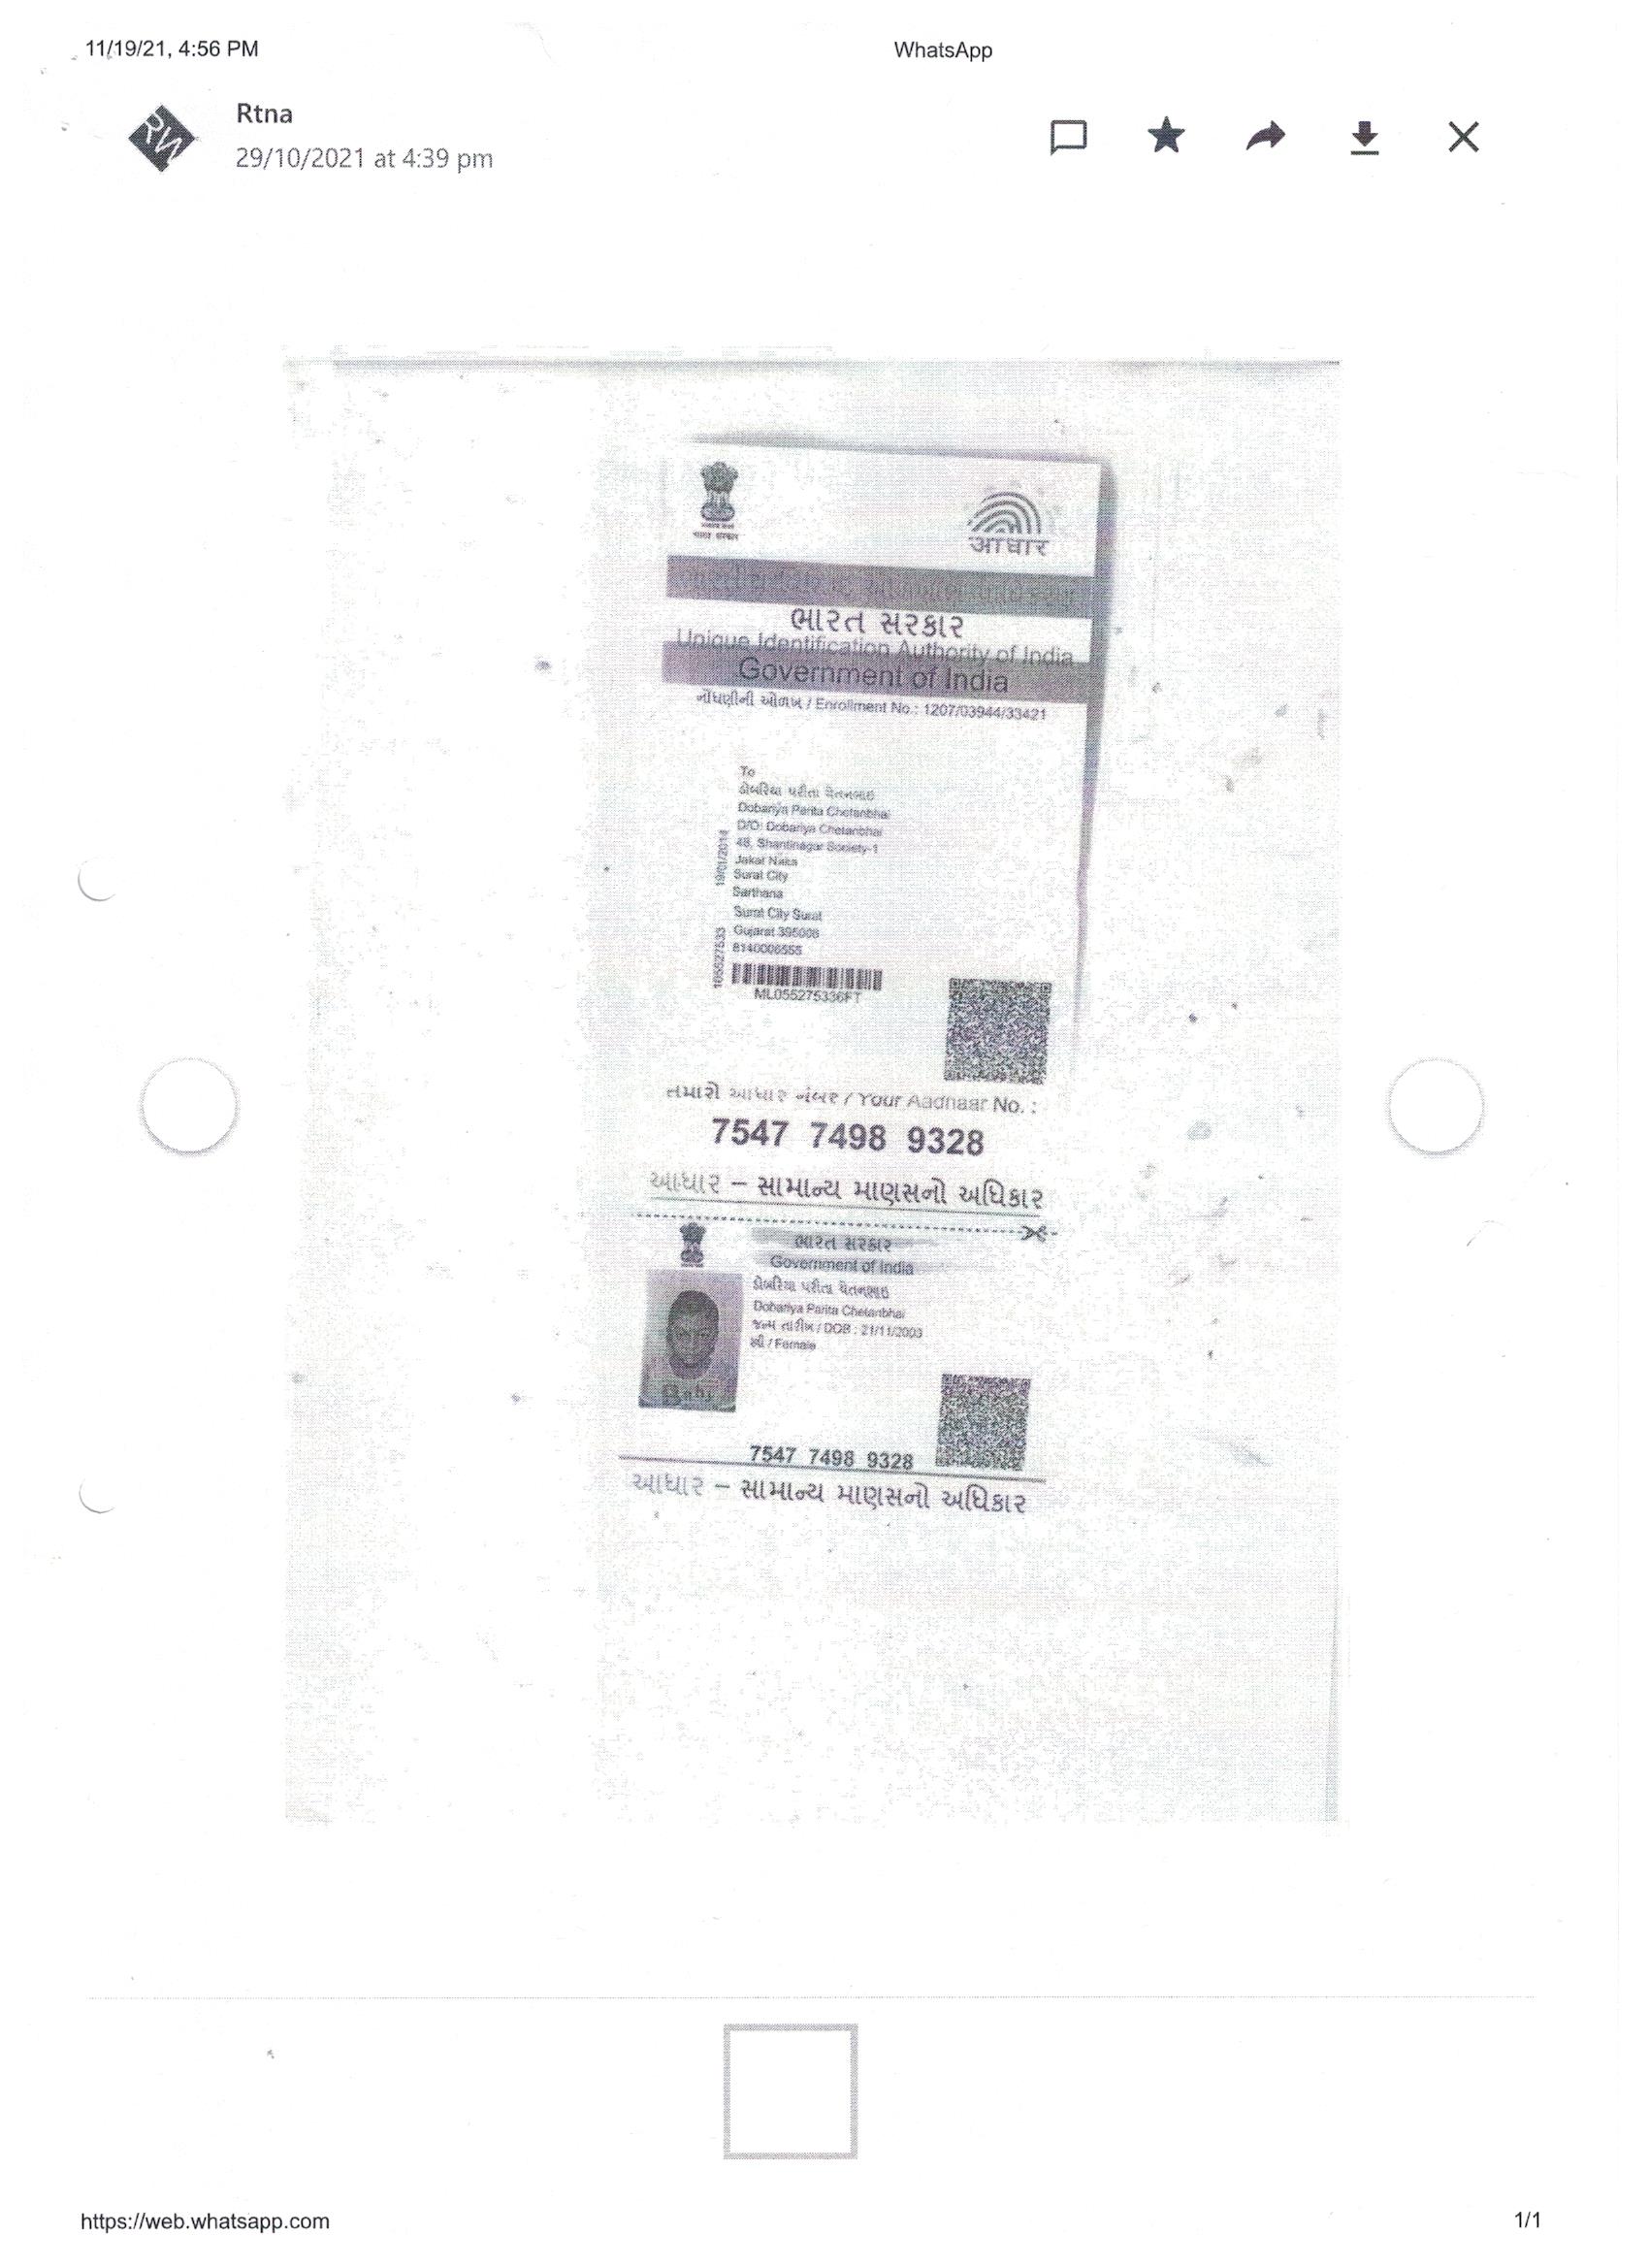 11/19/21, 4:56 PM
WhatsApp
Rtna
29/10/2021 at 4:39 pm
आधार
ભારત સરકાર
Unique Identification Authority of India
Government of India
નોંધણીની ઓળખ / Enrollment No.: 1207/03944/33421
To
ડોબરિયા પરીતા ચેતનભાઇ
Dobariya Parita Chetanbhai
D/O: Dobariya Chetanbhai
48, Shantinagar Society-1
Jakat Naka
Surat City
Sarthana
Surat City Surat
Gujarat 395006
8140006555
19/01/2014
ML055275336FT
તમારો આધાર નંબર / Your Aadhaar No. :
7547 7498 9328
આધાર – સામાન્ય માણસનો અધિકાર
ભારત સરકાર
Government of India
ડોબરિયા પરીતા ચેતનભાઇ
Dobariya Parita Chetanbhai
જન્મ તારીખ / DOB : 21/11/2003
સ્ત્રી / Female
7547 7498 9328
આધાર – સામાન્ય માણસનો અધિકાર
https://web.whatsapp.com
1/1